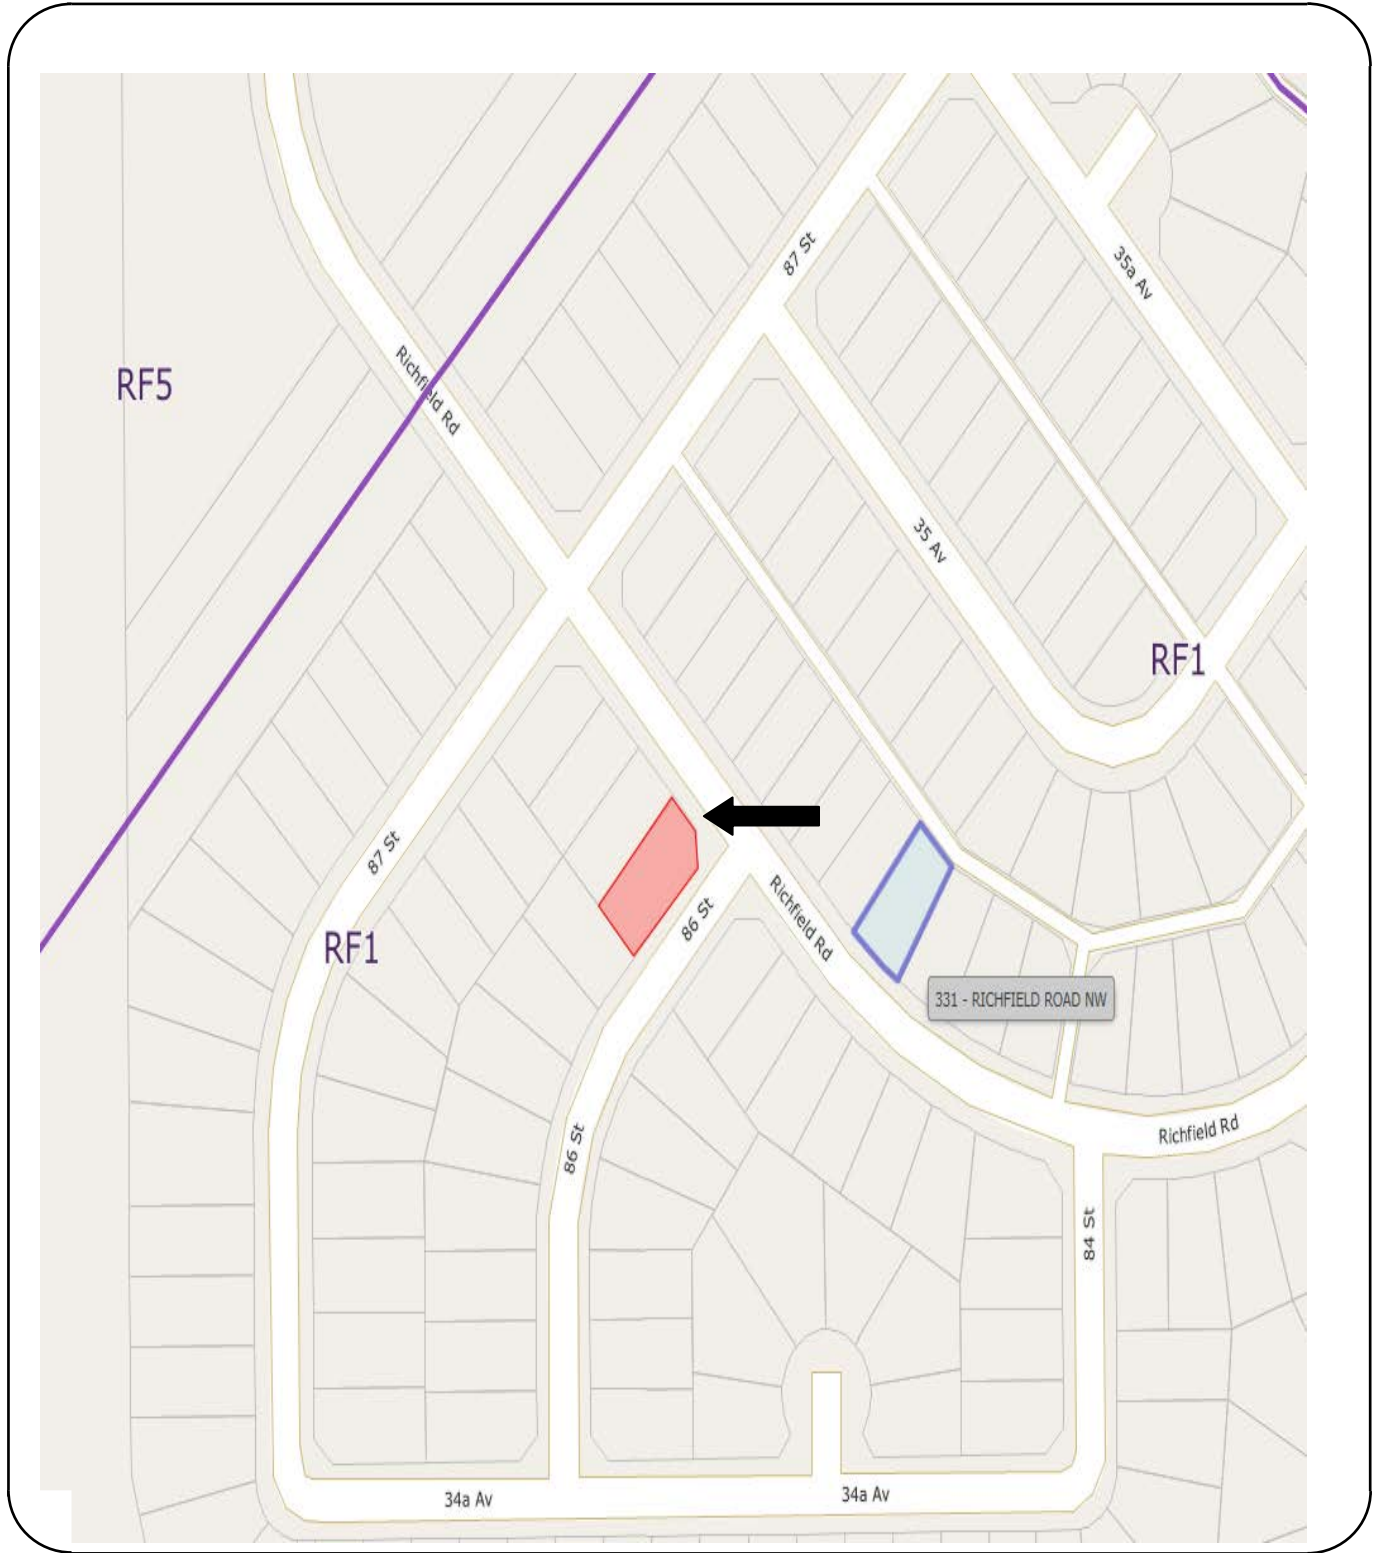 87 St
35a Av
Richfield Rd
RF5
35 Av
RF1
87 St
86 St
Richfield Rd
RF1
331 - RICHFIELD ROAD NW
86 St
Richfield Rd
84 St
34a Av
34a Av